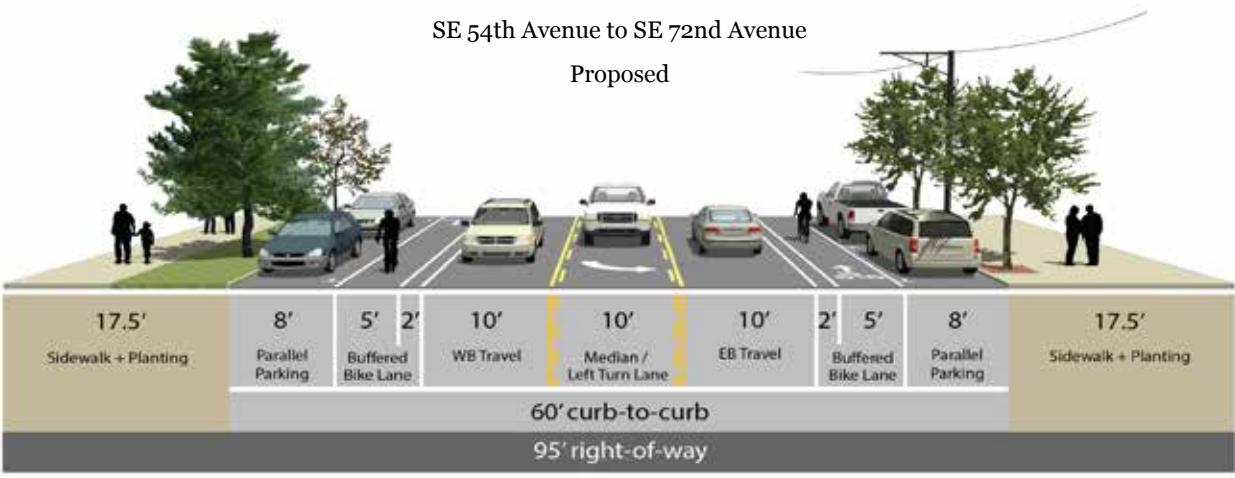 SE 54th Avenue to SE 72nd Avenue
Proposed
17.5'
Sidewalk + Planting
8'
Parallel
Parking
5' 2'
Buffered
Bike Lane
10'
WB Travel
10'
Median /
Left Turn Lane
10'
EB Travel
2' 5'
Buffered
Bike Lane
8'
Parallel
Parking
17.5'
Sidewalk + Planting
60' curb-to-curb
95' right-of-way